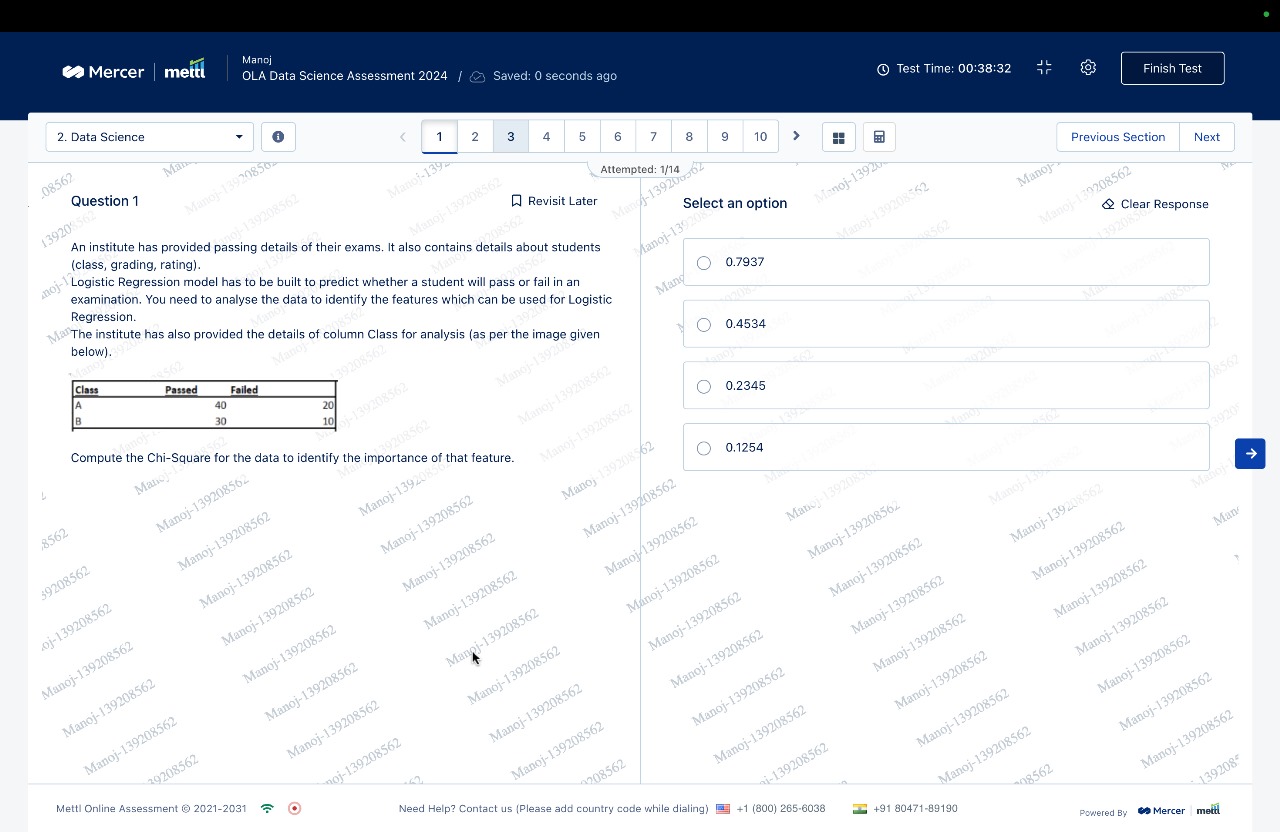 Manoj
Mercer | mettl
OLA Data Science Assessment 2024 / Saved: 0 seconds ago
Test Time: 00:38:32
Finish Test
2. Data Science
1 2 3 4 5 6 7 8 9 10
Previous Section
Next
Attempted: 1/14
Question 1
Revisit Later
An institute has provided passing details of their exams. It also contains details about students
(class, grading, rating).
Logistic Regression model has to be built to predict whether a student will pass or fail in an
examination. You need to analyse the data to identify the features which can be used for Logistic
Regression.
The institute has also provided the details of column Class for analysis (as per the image given
below).
Class Passed Failed
A 40 20
B 30 10
Compute the Chi-Square for the data to identify the importance of that feature.
Select an option
Clear Response
0.7937
0.4534
0.2345
0.1254
Manoj-139208562
Mettl Online Assessment © 2021-2031
Need Help? Contact us (Please add country code while dialing) +1 (800) 265-6038 +91 80471-89190
Powered By Mercer | mettl